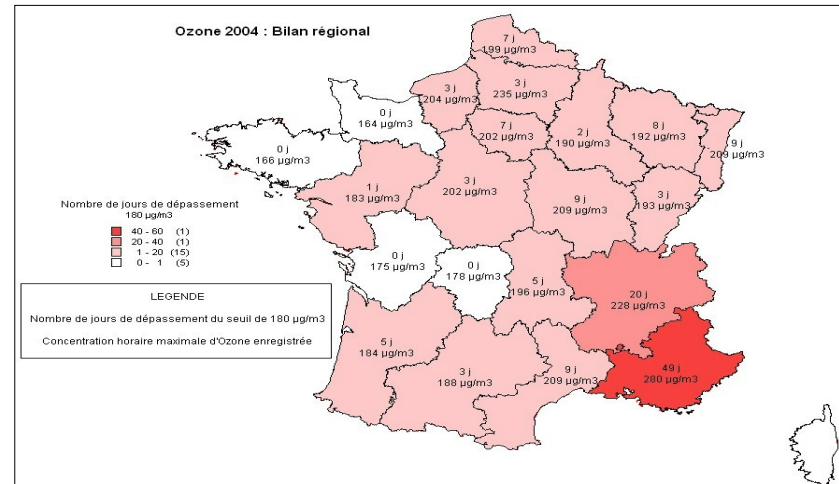 Ozone 2004 : Bilan régional
7 j
199 µg/m3
3 j
204 µg/m3
3 j
235 µg/m3
0 j
164 µg/m3
0 j
166 µg/m3
7 j
202 µg/m3
2 j
190 µg/m3
8 j
192 µg/m3
9 j
209 µg/m3
1 j
183 µg/m3
3 j
202 µg/m3
9 j
209 µg/m3
3 j
193 µg/m3
Nombre de jours de dépassement
180 µg/m3
40 - 60 (1)
20 - 40 (1)
1 - 20 (15)
0 - 1 (5)
0 j
175 µg/m3
0 j
178 µg/m3
5 j
196 µg/m3
20 j
228 µg/m3
LEGENDE
Nombre de jours de dépassement du seuil de 180 µg/m3
Concentration horaire maximale d'Ozone enregistrée
5 j
184 µg/m3
3 j
188 µg/m3
9 j
209 µg/m3
49 j
280 µg/m3